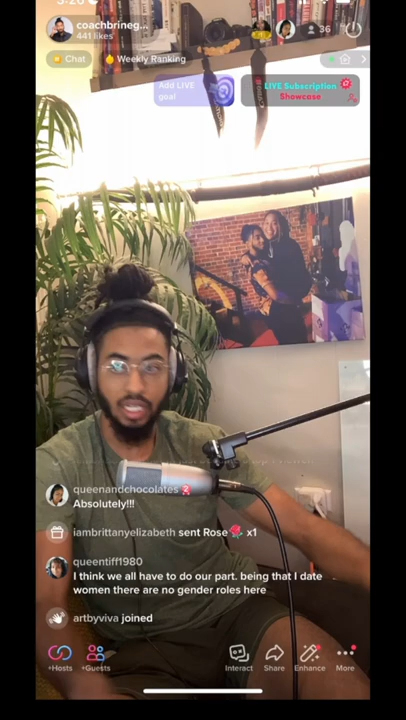 coachbrineg...
441 likes
36
Chat
Weekly Ranking
Add LIVE
goal
LIVE Subscription
Showcase
queenandchocolates
Absolutely!!!
iambrittanyelizabeth sent Rose x1
queentiff1980
I think we all have to do our part. being that I date
women there are no gender roles here
artbyviva joined
+Hosts
+Guests
Interact
Share
Enhance
More